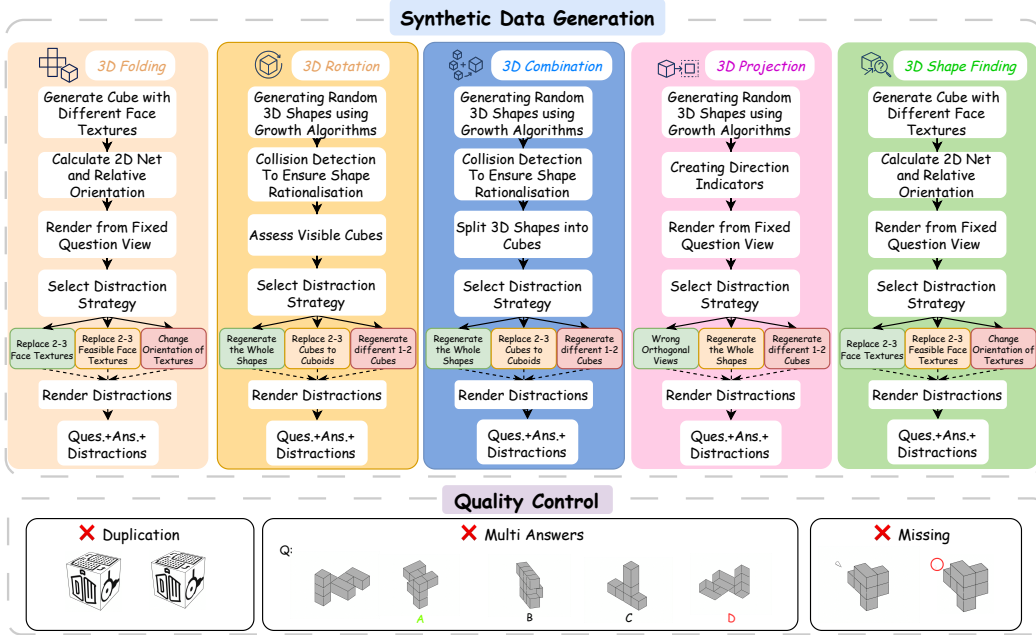 Synthetic Data Generation
3D Folding
Generate Cube with
Different Face
Textures
Calculate 2D Net
and Relative
Orientation
Render from Fixed
Question View
Select Distraction
Strategy
Replace 2-3
Face Textures
Replace 2-3
Feasible Face
Textures
Change
Orientation of
Textures
Render Distractions
Ques.+Ans.+
Distractions
3D Rotation
Generating Random
3D Shapes using
Growth Algorithms
Collision Detection
To Ensure Shape
Rationalisation
Assess Visible Cubes
Select Distraction
Strategy
Regenerate
the Whole
Shapes
Replace 2-3
Cubes to
Cuboids
Regenerate
different 1-2
Cubes
Render Distractions
Ques.+Ans.+
Distractions
3D Combination
Generating Random
3D Shapes using
Growth Algorithms
Collision Detection
To Ensure Shape
Rationalisation
Split 3D Shapes into
Cubes
Select Distraction
Strategy
Regenerate
the Whole
Shapes
Replace 2-3
Cubes to
Cuboids
Regenerate
different 1-2
Cubes
Render Distractions
Ques.+Ans.+
Distractions
3D Projection
Generating Random
3D Shapes using
Growth Algorithms
Creating Direction
Indicators
Render from Fixed
Question View
Select Distraction
Strategy
Wrong
Orthogonal
Views
Regenerate
the Whole
Shapes
Regenerate
different 1-2
Cubes
Render Distractions
Ques.+Ans.+
Distractions
3D Shape Finding
Generate Cube with
Different Face
Textures
Calculate 2D Net
and Relative
Orientation
Render from Fixed
Question View
Select Distraction
Strategy
Replace 2-3
Face Textures
Replace 2-3
Feasible Face
Textures
Change
Orientation of
Textures
Render Distractions
Ques.+Ans.+
Distractions
Quality Control
Duplication
Multi Answers
Q:
A
B
C
D
Missing